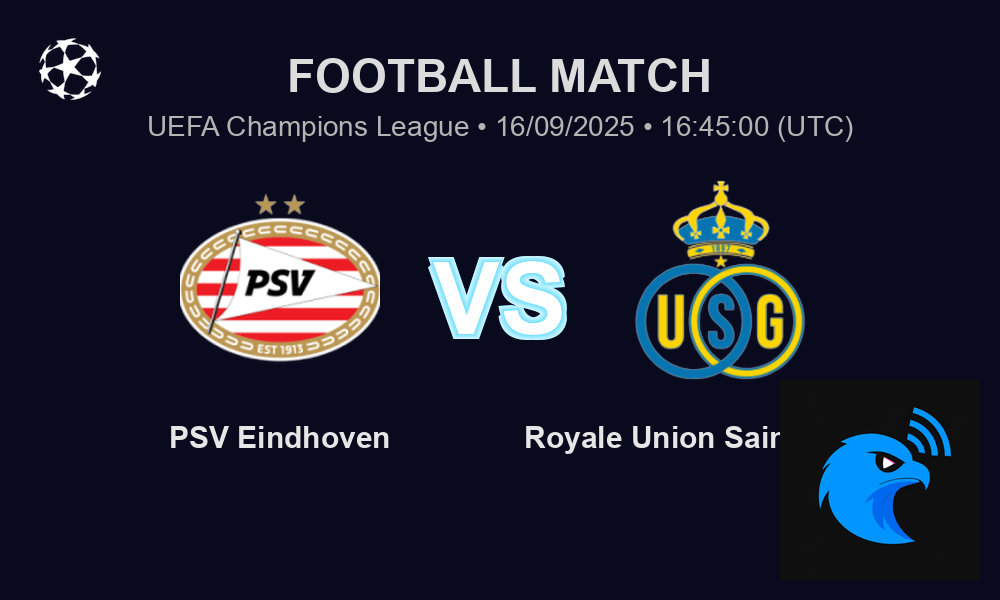 FOOTBALL MATCH
UEFA Champions League • 16/09/2025 • 16:45:00 (UTC)
PSV
EST 1913
VS
1897
USG
PSV Eindhoven
Royale Union